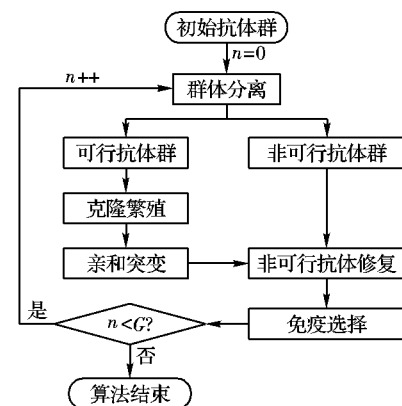 初始抗体群
n=0
n++
群体分离
可行抗体群
非可行抗体群
克隆繁殖
亲和突变
非可行抗体修复
是
n<G?
免疫选择
否
算法结束